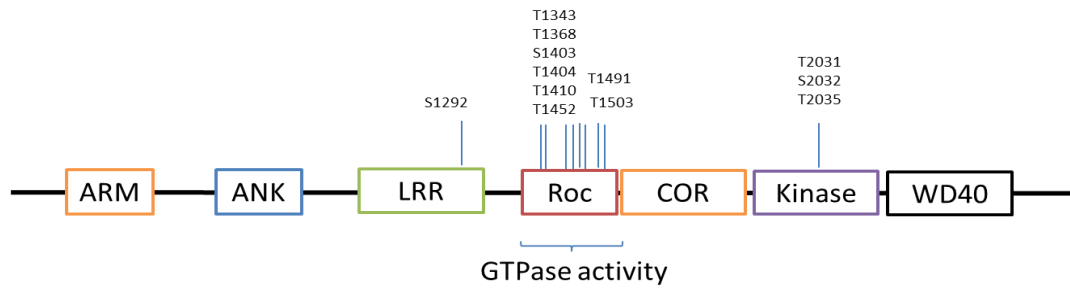 T1343
T1368
S1403
T1404
T1410
T1452
T1491
T1503
S1292
T2031
S2032
T2035
ARM
ANK
LRR
Roc
COR
Kinase
WD40
GTPase activity